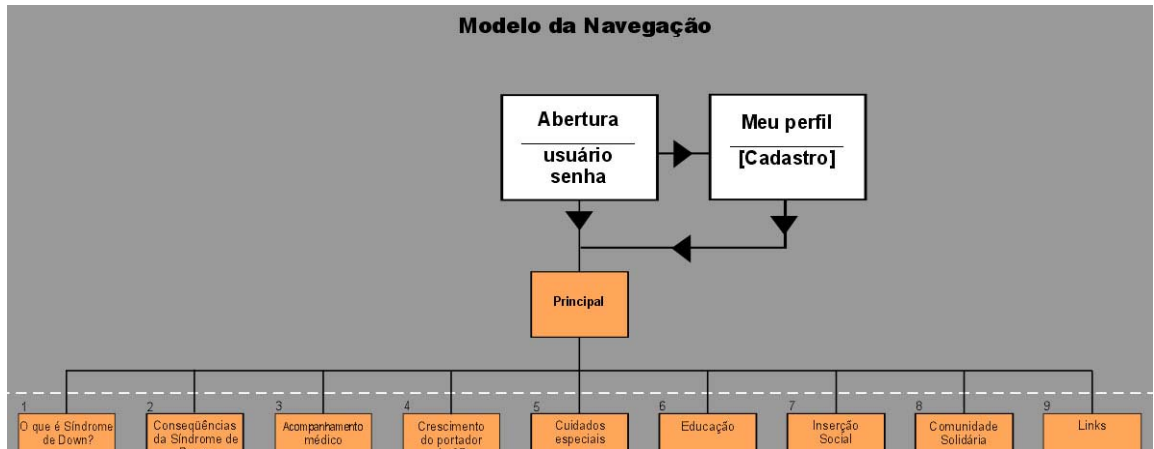 Modelo da Navegação
Abertura
usuário
senha
Meu perfil
[Cadastro]
Principal
1
O que é Síndrome
de Down?
2
Conseqüências
da Síndrome de
3
Acompanhamento
médico
4
Crescimento
do portador
5
Cuidados
especiais
6
Educação
7
Inserção
Social
8
Comunidade
Solidária
9
Links